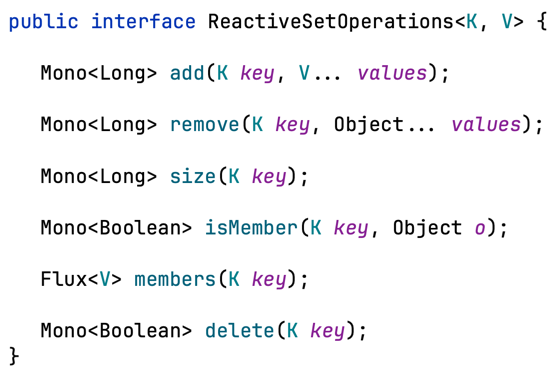 public interface ReactiveSetOperations<K, V> {
Mono<Long> add(K key, V... values);
Mono<Long> remove(K key, Object... values);
Mono<Long> size(K key);
Mono<Boolean> isMember(K key, Object o);
Flux<V> members(K key);
Mono<Boolean> delete(K key);
}